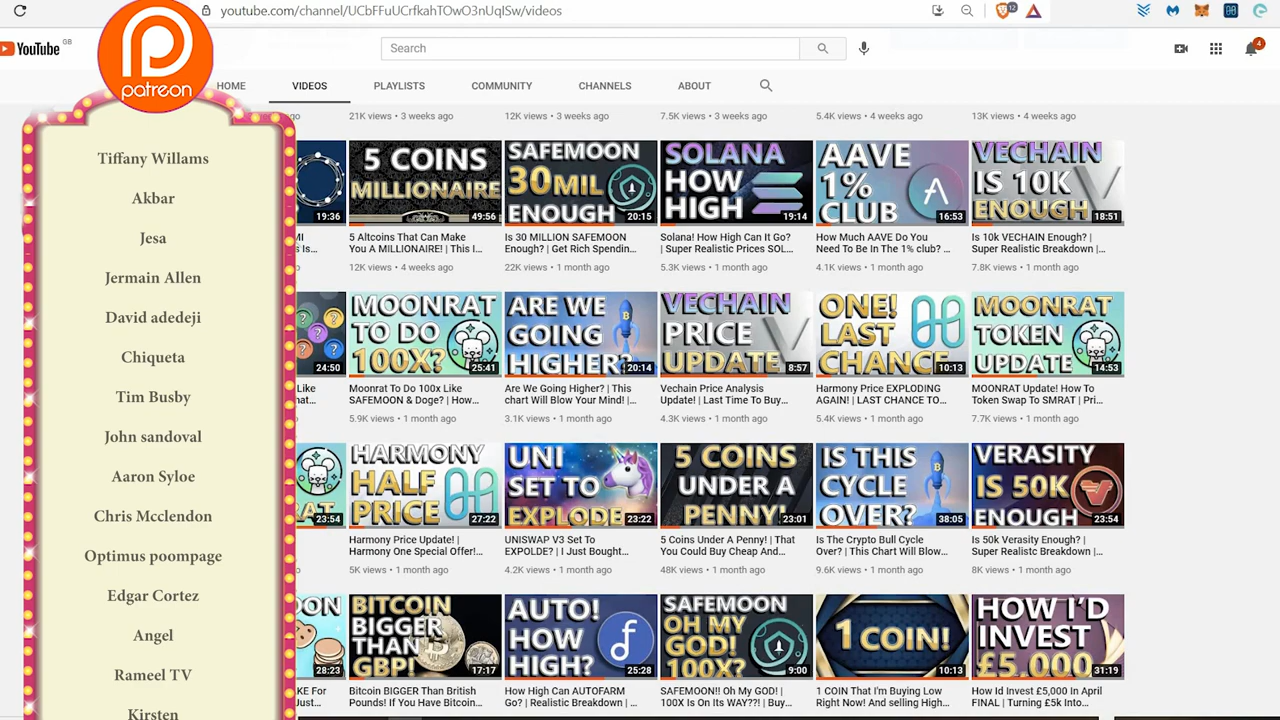 youtube.com/channel/UCbFFuUCrfkahTOwO3nUqlSw/videos
12
YouTube GB
Search
4
patreon
HOME
VIDEOS
PLAYLISTS
COMMUNITY
CHANNELS
ABOUT
Tiffany Willams
Akbar
Jesa
Jermain Allen
David adedeji
Chiqueta
Tim Busby
John sandoval
Aaron Syloe
Chris Mcclendon
Optimus poompage
Edgar Cortez
Angel
Rameel TV
Kirsten
ago
21K views • 3 weeks ago
12K views • 3 weeks ago
7.5K views • 3 weeks ago
5.4K views • 4 weeks ago
13K views • 4 weeks ago
19:36
5 COINS
MILLIONAIRE
49:56
SAFEMOON
30MIL
ENOUGH
20:15
SOLANA
HOW
HIGH
19:14
AAVE
1%
CLUB
16:53
VECHAIN
IS 10K
ENOUGH
18:51
MI
s Is...
5 Altcoins That Can Make
YOU A MILLIONAIRE! | This I...
Is 30 MILLION SAFEMOON
Enough? | Get Rich Spendin...
Solana! How High Can It Go?
| Super Realistic Prices SOL...
How Much AAVE Do You
Need To Be In The 1% club? ...
Is 10k VECHAIN Enough? |
Super Realistic Breakdown |...
o
12K views • 4 weeks ago
22K views • 1 month ago
5.3K views • 1 month ago
4.1K views • 1 month ago
7.8K views • 1 month ago
24:50
MOONRAT
TO DO
100X?
25:41
ARE WE
GOING
HIGHER?
20:14
VECHAIN
PRICE
UPDATE
8:57
ONE!
LAST
CHANCE
10:13
MOONRAT
TOKEN
UPDATE
14:53
Like
hat...
Moonrat To Do 100x Like
SAFEMOON & Doge? | How...
Are We Going Higher? | This
chart Will Blow Your Mind! |...
Vechain Price Analysis
Update! | Last Time To Buy...
Harmony Price EXPLODING
AGAIN! | LAST CHANCE TO...
MOONRAT Update! How To
Token Swap To SMRAT | Pri...
5.9K views • 1 month ago
3.1K views • 1 month ago
4.3K views • 1 month ago
5.4K views • 1 month ago
7.7K views • 1 month ago
23:54
HARMONY
HALF
PRICE
27:22
UNI
SET TO
EXPLODE
23:22
5 COINS
UNDER A
PENNY!
23:01
IS THIS
CYCLE
OVER?
38:05
VERASITY
IS 50K
ENOUGH
23:54
Harmony Price Update! |
Harmony One Special Offer!...
UNISWAP V3 Set To
EXPOLDE? | I Just Bought...
5 Coins Under A Penny! | That
You Could Buy Cheap And...
Is The Crypto Bull Cycle
Over? | This Chart Will Blow...
Is 50k Verasity Enough? |
Super Realistc Breakdown |...
o
5K views • 1 month ago
4.2K views • 1 month ago
48K views • 1 month ago
9.6K views • 1 month ago
8K views • 1 month ago
OON
28:23
BITCOIN
BIGGER
THAN
GBP!
17:17
AUTO!
HOW
HIGH?
25:28
SAFEMOON
OH MY
GOD!
100X?
9:00
1 COIN!
10:13
HOW I'D
INVEST
£5,000
31:19
KE For
Just...
Bitcoin BIGGER Than British
Pounds! If You Have Bitcoin...
How High Can AUTOFARM
Go? | Realistic Breakdown |...
SAFEMOON!! Oh My GOD! |
100X Is On Its WAY??! | Buy...
1 COIN That I'm Buying Low
Right Now! And selling High...
How Id Invest £5,000 In April
FINAL | Turning £5k Into...